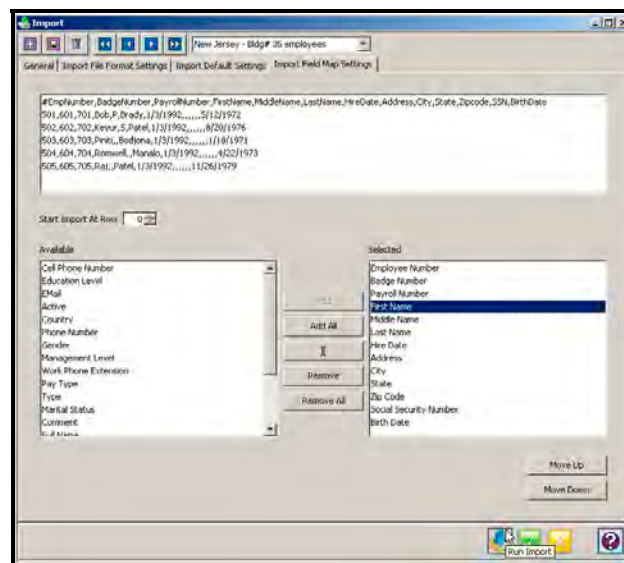 Import
New Jersey - Bldg# 35 employees
General Import File Format Settings Import Default Settings Import Field Map Settings
#EmpNumber,BadgeNumber,PayrollNumber,FirstName,MiddleName,LastName,HireDate,Address,City,State,Zipcode,SSN,BirthDate
501,601,701,Bob,P,Brady,1/3/1992,,,,,,5/12/1972
502,602,702,Keyur,S,Patel,1/3/1992,,,,,,8/20/1976
503,603,703,Priti,,Bodjona,1/3/1992,,,,,,1/18/1971
504,604,704,Romwell,,Manalo,1/3/1992,,,,,,4/22/1973
505,605,705,Raj,,Patel,1/3/1992,,,,,,11/26/1979
Start Import At Row 0
Available
Selected
Cell Phone Number
Education Level
EMail
Active
Country
Phone Number
Gender
Management Level
Work Phone Extension
Pay Type
Type
Marital Status
Comment
Full Name
Add
Add All
I
Remove
Remove All
Employee Number
Badge Number
Payroll Number
First Name
Middle Name
Last Name
Hire Date
Address
City
State
Zip Code
Social Security Number
Birth Date
Move Up
Move Down
Run Import